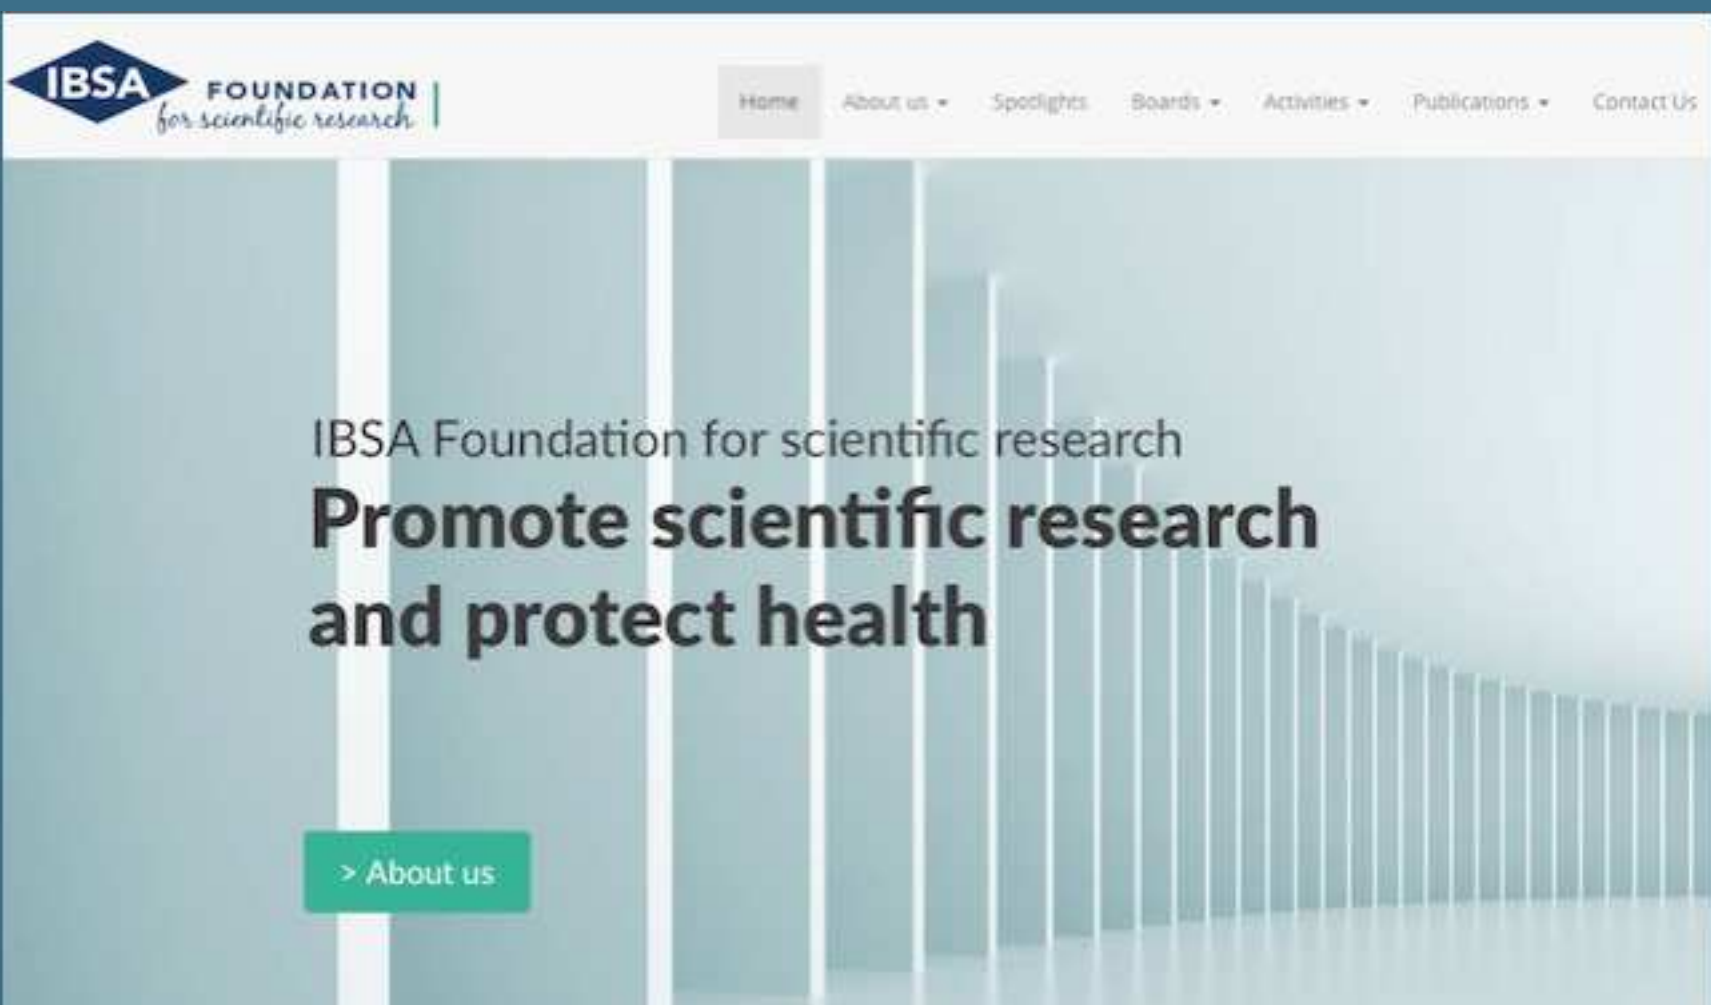 IBSA FOUNDATION
for scientific research
Home About us Spotlights Boards Activities Publications Contact Us
IBSA Foundation for scientific research
Promote scientific research
and protect health
> About us